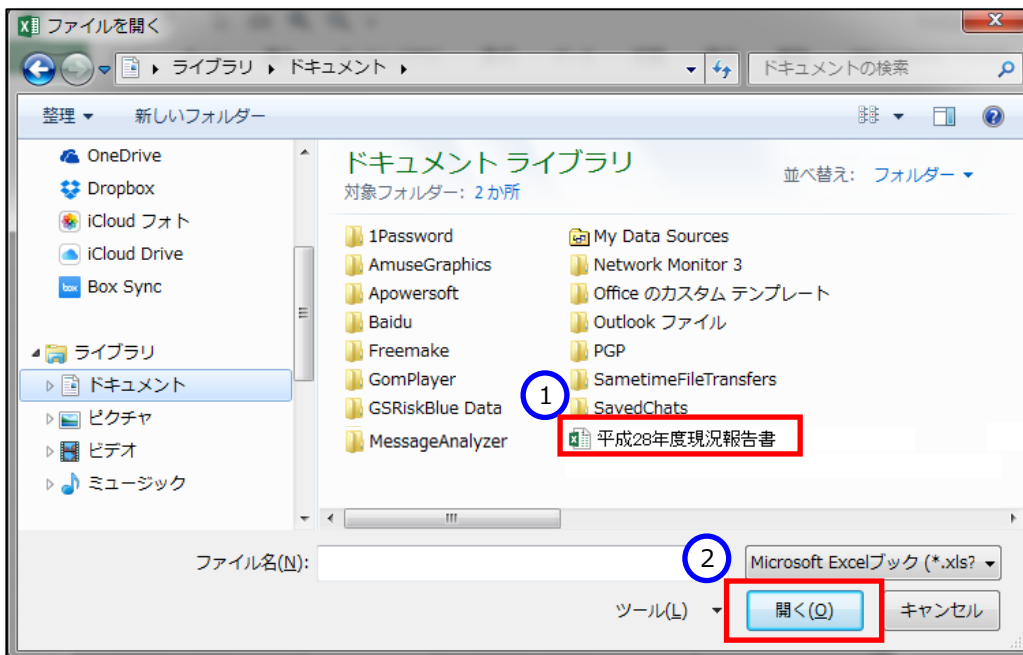 ファイルを開く
ライブラリ ドキュメント
ドキュメントの検索
整理 新しいフォルダー
OneDrive
Dropbox
iCloud フォト
iCloud Drive
box Box Sync
ライブラリ
ドキュメント
ピクチャ
ビデオ
ミュージック
ドキュメント ライブラリ
対象フォルダー: 2 か所
並べ替え: フォルダー
1Password
AmuseGraphics
Apowersoft
Baidu
Freemake
GomPlayer
GSRiskBlue Data
MessageAnalyzer
My Data Sources
Network Monitor 3
Office のカスタム テンプレート
Outlook ファイル
PGP
SametimeFileTransfers
1
SavedChats
平成28年度現況報告書
ファイル名(N):
2
Microsoft Excelブック (*.xls?
ツール(L)
開く(O)
キャンセル